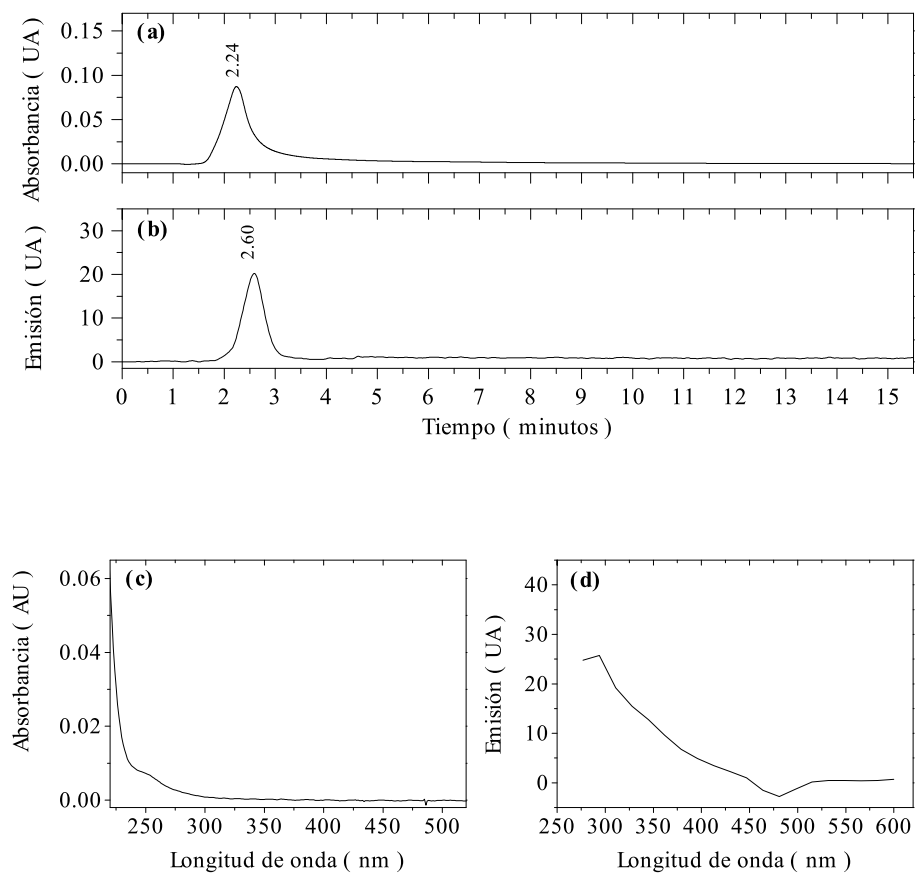 (a)
2.24
Absorbancia ( UA )
0.15
0.10
0.05
0.00
(b)
2.60
Emisión ( UA )
30
20
10
0
0 1 2 3 4 5 6 7 8 9 10 11 12 13 14 15
Tiempo ( minutos )
(c)
Absorbancia ( AU )
0.06
0.04
0.02
0.00
250 300 350 400 450 500
Longitud de onda ( nm )
(d)
Emisión ( UA )
40
30
20
10
0
250 300 350 400 450 500 550 600
Longitud de onda ( nm )